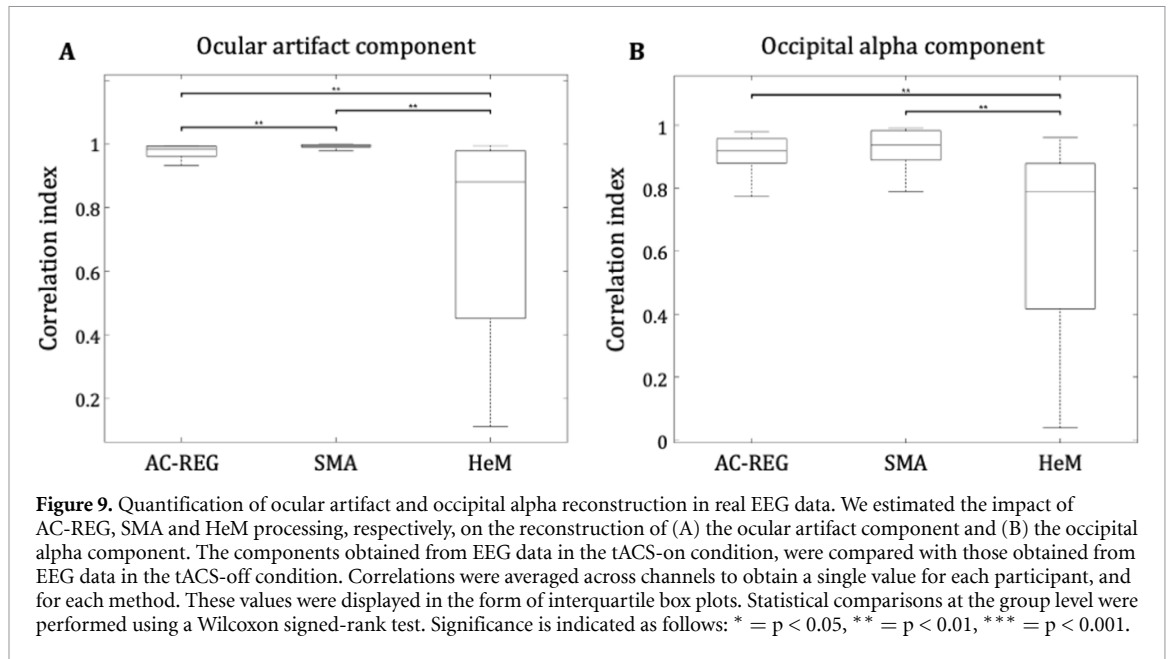 A
Ocular artifact component
**
**
**
Correlation index
1
0.8
0.6
0.4
0.2
AC-REG SMA HeM
B
Occipital alpha component
**
**
Correlation index
1
0.8
0.6
0.4
0.2
0
AC-REG SMA HeM
Figure 9. Quantification of ocular artifact and occipital alpha reconstruction in real EEG data. We estimated the impact of
AC-REG, SMA and HeM processing, respectively, on the reconstruction of (A) the ocular artifact component and (B) the occipital
alpha component. The components obtained from EEG data in the tACS-on condition, were compared with those obtained from
EEG data in the tACS-off condition. Correlations were averaged across channels to obtain a single value for each participant, and
for each method. These values were displayed in the form of interquartile box plots. Statistical comparisons at the group level were
performed using a Wilcoxon signed-rank test. Significance is indicated as follows: * = p < 0.05, ** = p < 0.01, *** = p < 0.001.